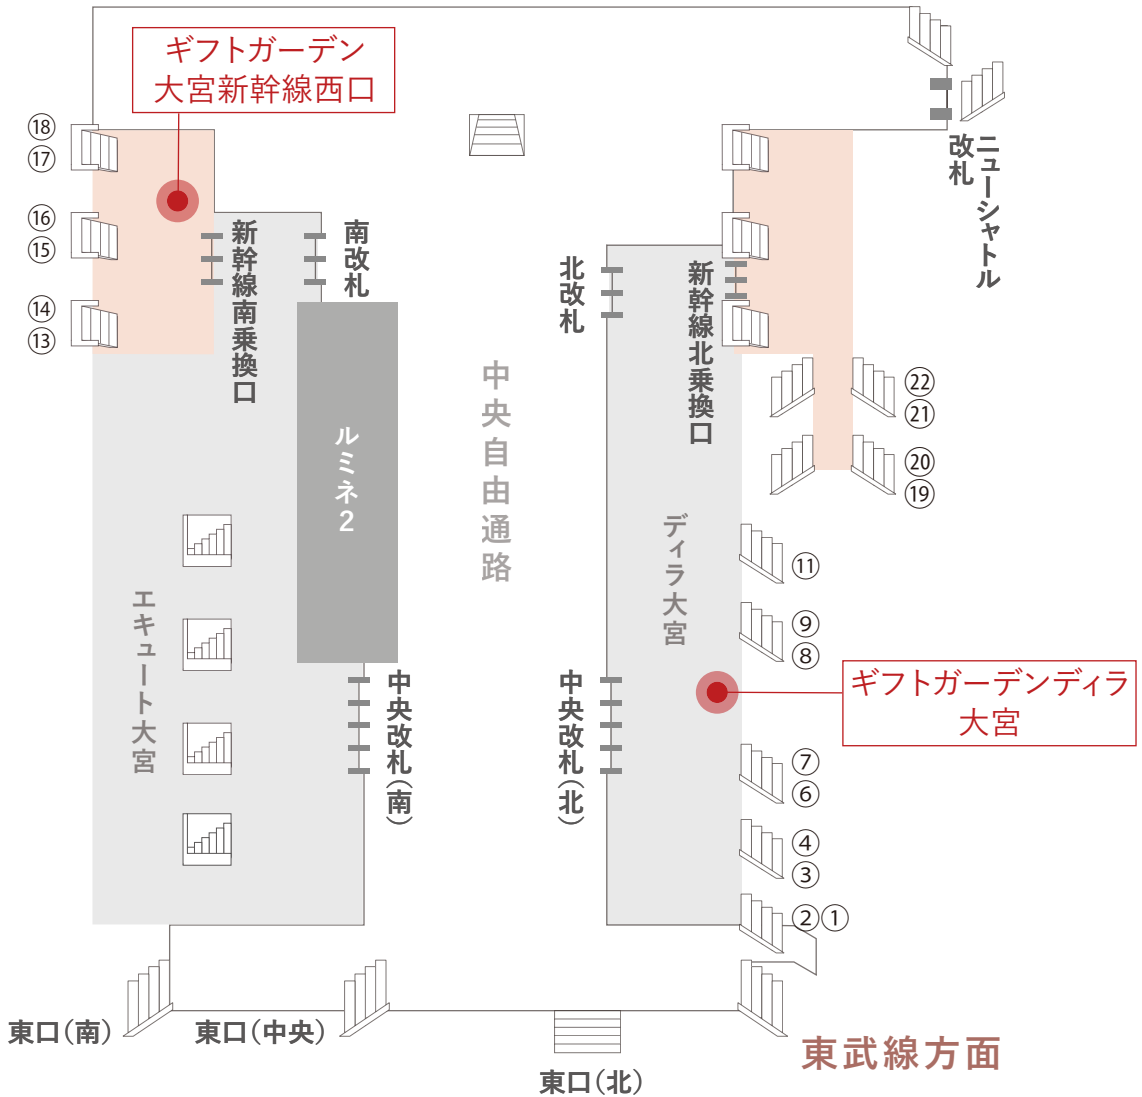 ギフトガーデン
大宮新幹線西口
⑱
⑰
⑯
⑮
⑭
⑬
新幹線南乗換口
南改札
北改札
新幹線北乗換口
ニューシャトル
改札
中央自由通路
ルミネ2
㉒
㉑
⑳
⑲
ディラ大宮
⑪
⑨
⑧
エキュート大宮
中央改札(南)
中央改札(北)
ギフトガーデンディラ
大宮
⑦
⑥
④
③
②①
東口(南)
東口(中央)
東口(北)
東武線方面